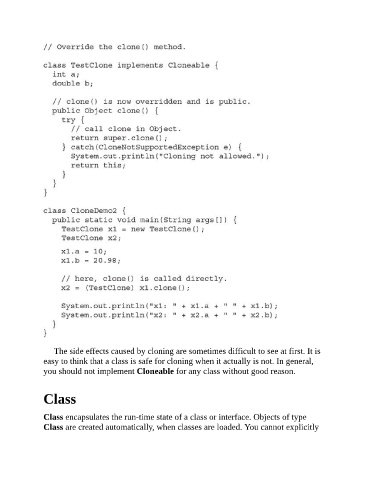 // Override the clone() method.
class TestClone implements Cloneable {
int a;
double b;
// clone() is now overridden and is public.
public Object clone() {
try {
// call clone in Object.
return super.clone();
} catch(CloneNotSupportedException e) {
System.out.println("Cloning not allowed.");
return this;
}
}
}
class CloneDemo2 {
public static void main(String args[]) {
TestClone x1 = new TestClone();
TestClone x2;
x1.a = 10;
x1.b = 20.98;
// here, clone() is called directly.
x2 = (TestClone) x1.clone();
System.out.println("x1: " + x1.a + " " + x1.b);
System.out.println("x2: " + x2.a + " " + x2.b);
}
}
The side effects caused by cloning are sometimes difficult to see at first. It is
easy to think that a class is safe for cloning when it actually is not. In general,
you should not implement Cloneable for any class without good reason.
Class
Class encapsulates the run-time state of a class or interface. Objects of type
Class are created automatically, when classes are loaded. You cannot explicitly